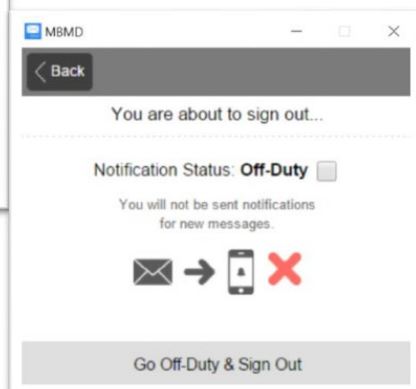 MBMD
Back
You are about to sign out...
Notification Status: Off-Duty
You will not be sent notifications
for new messages.
Go Off-Duty & Sign Out